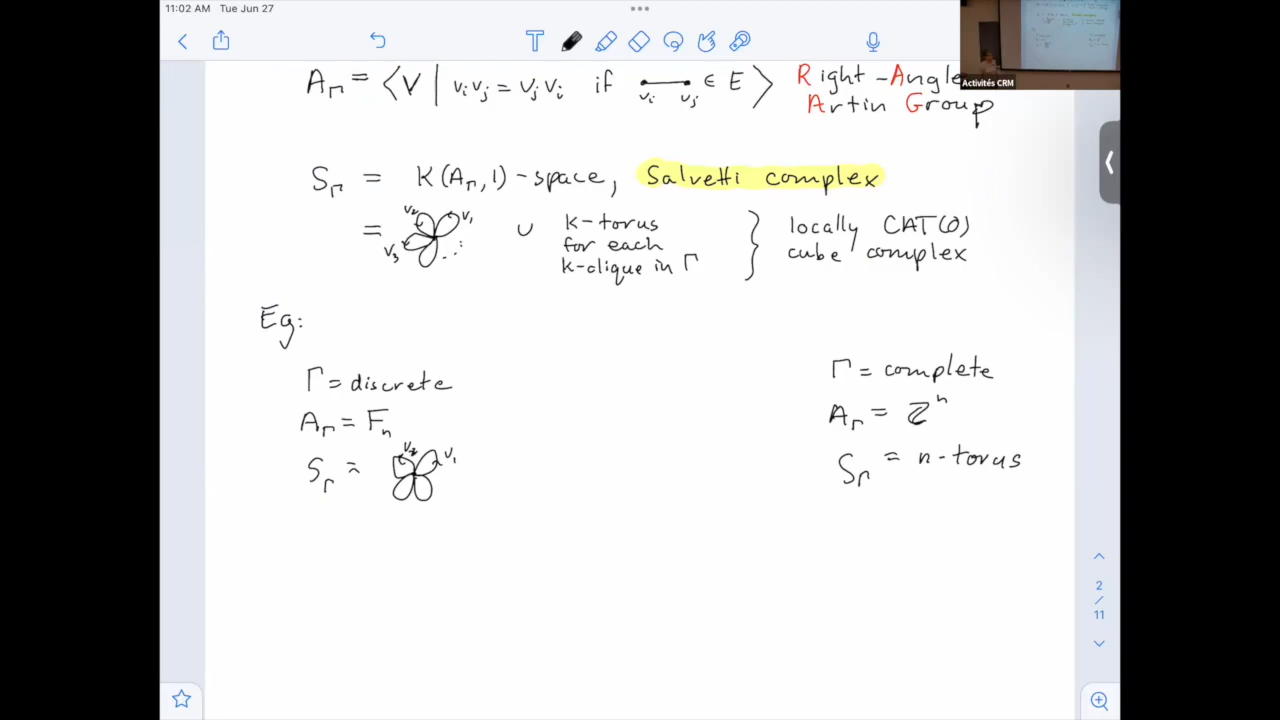 11:02 AM Tue Jun 27
Activités CRM
A_Γ = ⟨V | v_i v_j = v_j v_i if v_i v_j ∈ E⟩ Right-Angle
Artin Group
S_Γ = K(A_Γ, 1)-space, Salvetti complex
= v_2 v_1 v_3 ∪ k-torus for each k-clique in Γ } locally CAT(0) cube complex
Eg:
Γ = discrete
A_Γ = F_n
S_Γ ≈ v_2 v_1
Γ = complete
A_Γ = ℤ^n
S_Γ ≈ n-torus
2
/
11